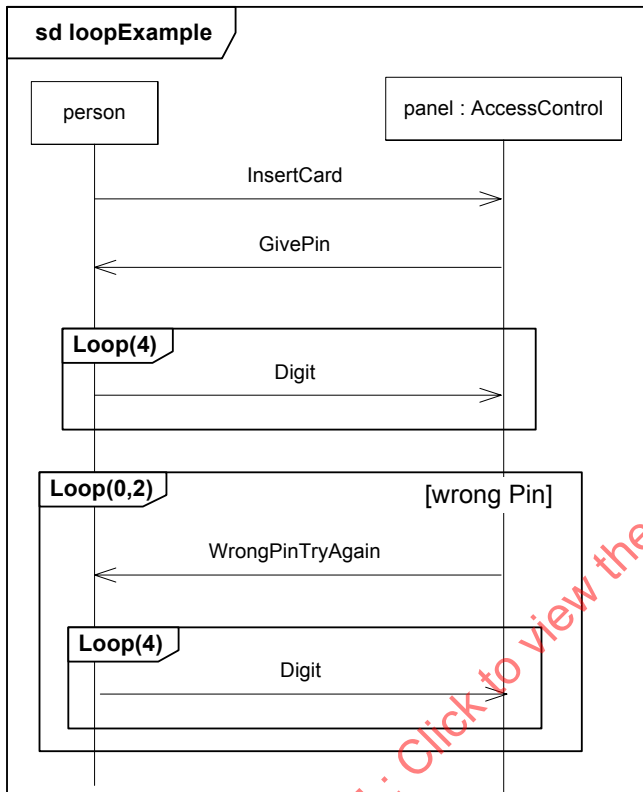 sd loopExample
person
panel : AccessControl
InsertCard
GivePin
Loop(4)
Digit
Loop(0,2)
[wrong Pin]
WrongPinTryAgain
Loop(4)
Digit
: Click to view the